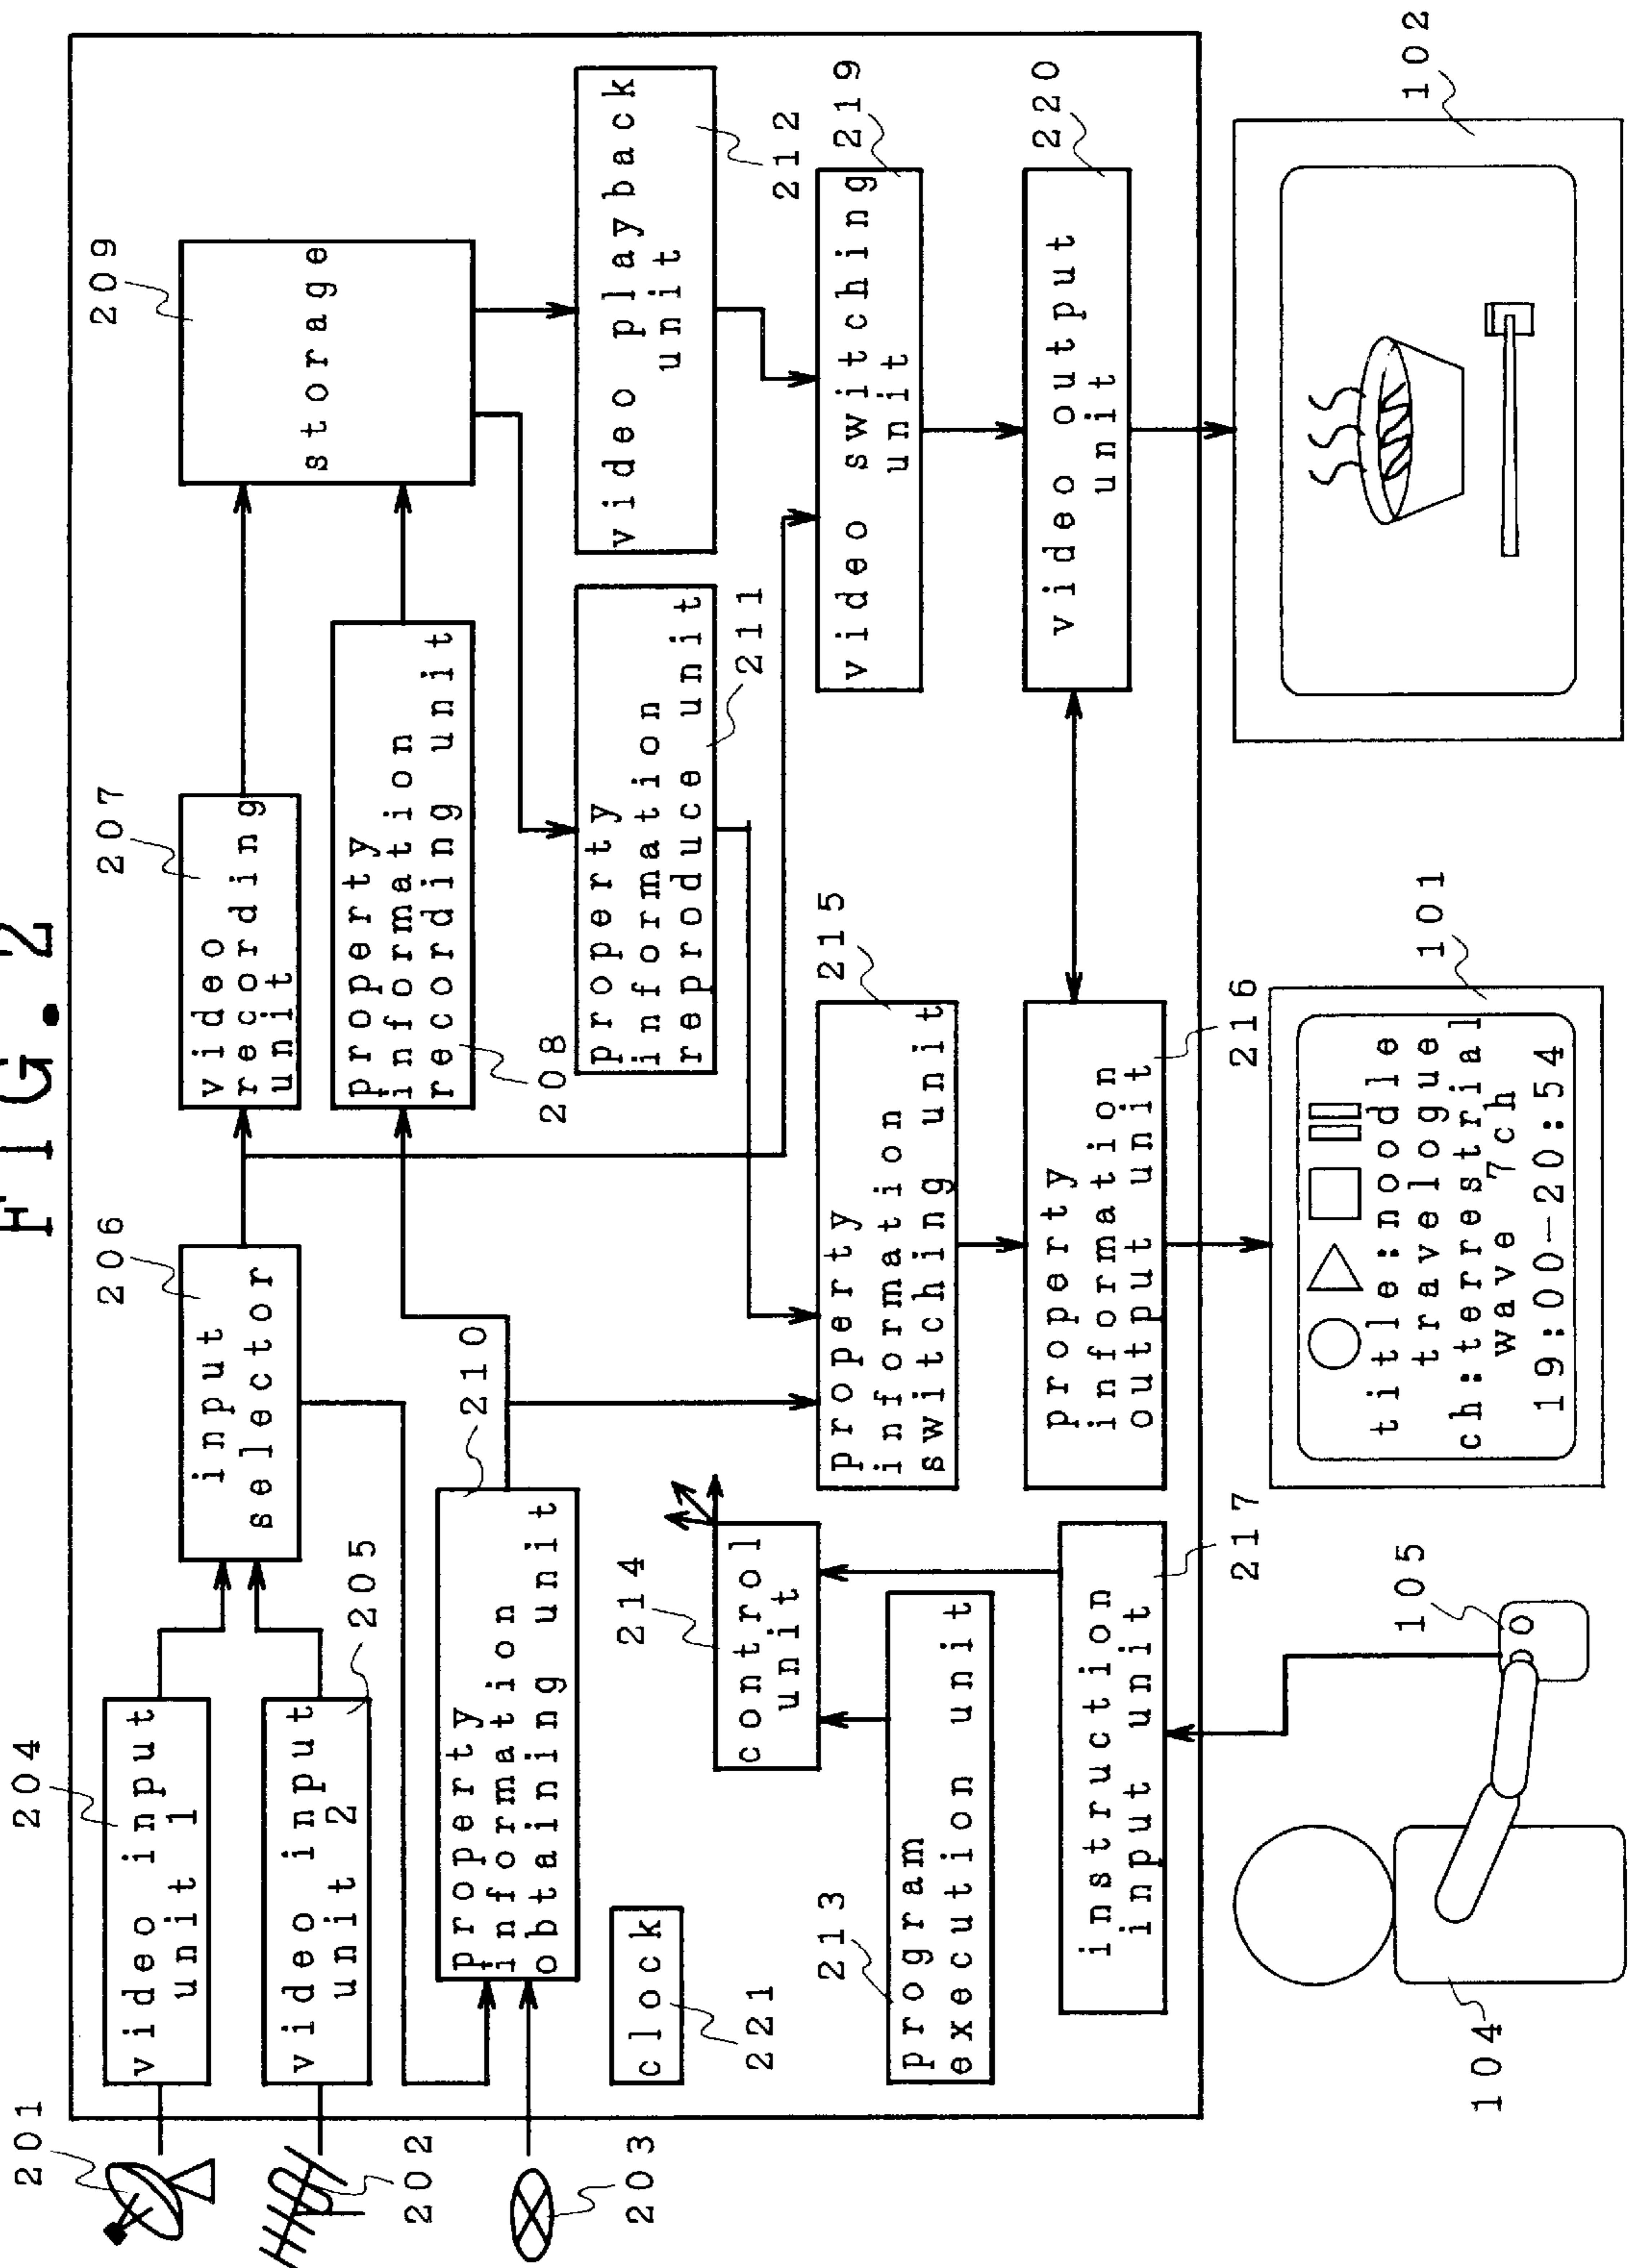 FIG.2
201
204
video input
unit 1
202
video input
unit 2
205
206
input
selector
207
video
recording
unit
209
storage
property
information
recording unit
208
203
property
information
obtaining unit
210
property
information
reproduce unit
211
video playback
unit
212
clock
221
214
control
unit
213
program
execution unit
215
property
information
switching unit
219
video switching
unit
instruction
input unit
217
property
information
output unit
216
220
video output
unit
104
105
101
title:noodle
travelogue
ch:terrestrial
wave 7ch
19:00-20:54
102